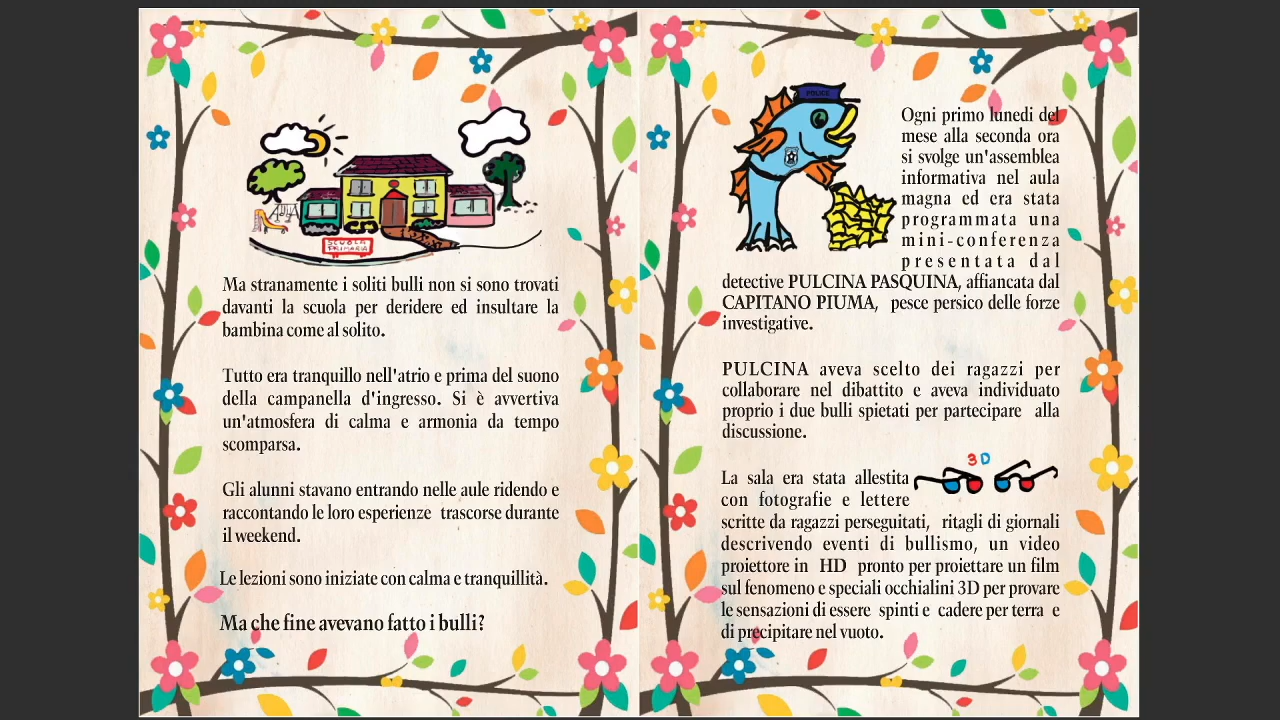 SCUOLA
PRIMARIA
Ma stranamente i soliti bulli non si sono trovati
davanti la scuola per deridere ed insultare la
bambina come al solito.
Tutto era tranquillo nell'atrio e prima del suono
della campanella d'ingresso. Si è avvertiva
un'atmosfera di calma e armonia da tempo
scomparsa.
Gli alunni stavano entrando nelle aule ridendo e
raccontando le loro esperienze trascorse durante
il weekend.
Le lezioni sono iniziate con calma e tranquillità.
Ma che fine avevano fatto i bulli?
POLICE
Ogni primo lunedi del
mese alla seconda ora
si svolge un'assemblea
informativa nel aula
magna ed era stata
programmata una
mini-conferenza
presentata dal
detective PULCINA PASQUINA, affiancata dal
CAPITANO PIUMA, pesce persico delle forze
investigative.
PULCINA aveva scelto dei ragazzi per
collaborare nel dibattito e aveva individuato
proprio i due bulli spietati per partecipare alla
discussione.
3D
La sala era stata allestita
con fotografie e lettere
scritte da ragazzi perseguitati, ritagli di giornali
descrivendo eventi di bullismo, un video
proiettore in HD pronto per proiettare un film
sul fenomeno e speciali occhialini 3D per provare
le sensazioni di essere spinti e cadere per terra e
di precipitare nel vuoto.